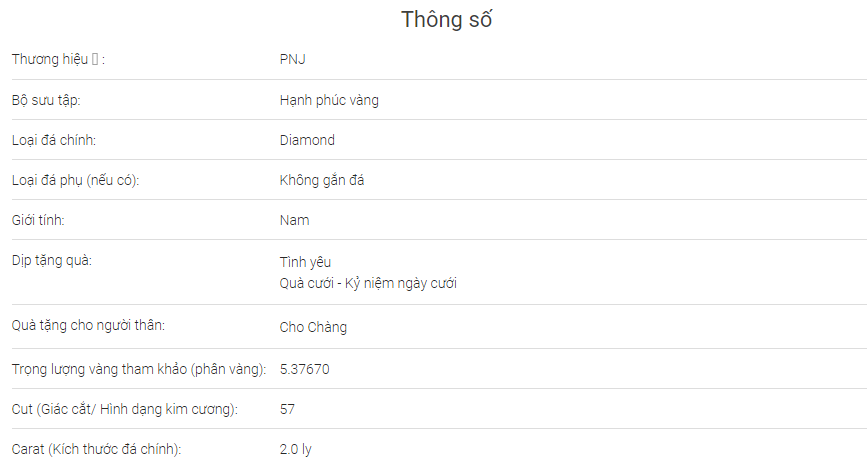 Thông số
Thương hiệu : PNJ
Bộ sưu tập: Hạnh phúc vàng
Loại đá chính: Diamond
Loại đá phụ (nếu có): Không gắn đá
Giới tính: Nam
Dịp tặng quà: Tình yêu
Quà cưới - Kỷ niệm ngày cưới
Quà tặng cho người thân: Cho Chàng
Trọng lượng vàng tham khảo (phân vàng): 5.37670
Cut (Giác cắt/ Hình dạng kim cương): 57
Carat (Kích thước đá chính): 2.0 ly